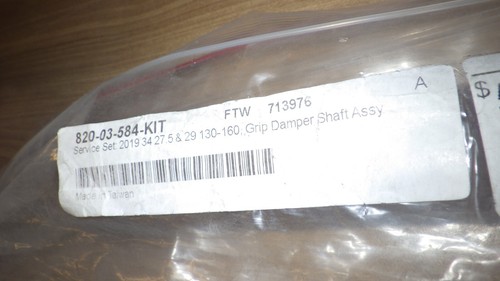 A
FTW 713976
820-03-584-KIT
Service Set: 2019 34 27.5 & 29 130-160, Grip Damper Shaft Assy
Made in Taiwan
$